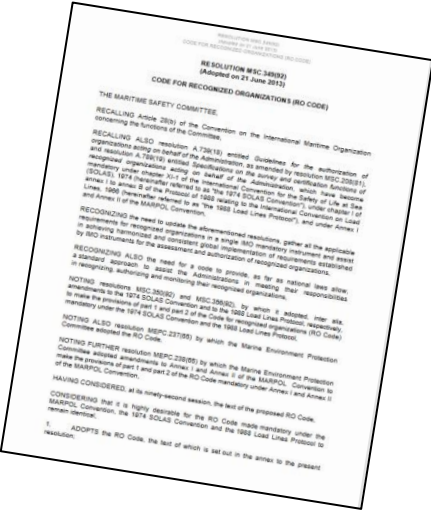 RESOLUTION MSC.349(92)
(Adopted on 21 June 2013)
CODE FOR RECOGNIZED ORGANIZATIONS (RO CODE)
RESOLUTION MSC.349(92)
(Adopted on 21 June 2013)
CODE FOR RECOGNIZED ORGANIZATIONS (RO CODE)
THE MARITIME SAFETY COMMITTEE,
RECALLING Article 28(b) of the Convention on the International Maritime Organization
concerning the functions of the Committee,
RECALLING ALSO resolution A.739(18) entitled Guidelines for the authorization of
organizations acting on behalf of the Administration, as amended by resolution MSC.208(81),
and resolution A.789(19) entitled Specifications on the survey and certification functions of
recognized organizations acting on behalf of the Administration, which have become
mandatory under chapter XI-1 of the International Convention for the Safety of Life at Sea
(SOLAS), 1974 (hereinafter referred to as "the 1974 SOLAS Convention"), under chapter I of
annex I to annex B of the Protocol of 1988 relating to the International Convention on Load
Lines, 1966 (hereinafter referred to as "the 1988 Load Lines Protocol"), and under Annex I
and Annex II of the MARPOL Convention,
RECOGNIZING the need to update the aforementioned resolutions, gather all the applicable
requirements for recognized organizations in a single IMO mandatory instrument and assist
in achieving harmonized and consistent global implementation of requirements established
by IMO instruments for the assessment and authorization of recognized organizations,
RECOGNIZING ALSO the need for a code to provide, as far as national laws allow,
a standard approach to assist the Administrations in meeting their responsibilities
in recognizing, authorizing and monitoring their recognized organizations,
NOTING resolutions MSC.350(92) and MSC.356(92), by which it adopted, inter alia,
amendments to the 1974 SOLAS Convention and to the 1988 Load Lines Protocol, respectively,
to make the provisions of part 1 and part 2 of the Code for recognized organizations (RO Code)
mandatory under the 1974 SOLAS Convention and the 1988 Load Lines Protocol,
NOTING ALSO resolution MEPC.237(65) by which the Marine Environment Protection
Committee adopted the RO Code,
NOTING FURTHER resolution MEPC.238(65) by which the Marine Environment Protection
Committee adopted amendments to Annex I and Annex II of the MARPOL Convention to
make the provisions of part 1 and part 2 of the RO Code mandatory under Annex I and Annex II
of the MARPOL Convention,
HAVING CONSIDERED, at its ninety-second session, the text of the proposed RO Code,
CONSIDERING that it is highly desirable for the RO Code made mandatory under the
MARPOL Convention, the 1974 SOLAS Convention and the 1988 Load Lines Protocol to
remain identical,
1. ADOPTS the RO Code, the text of which is set out in the annex to the present
resolution;